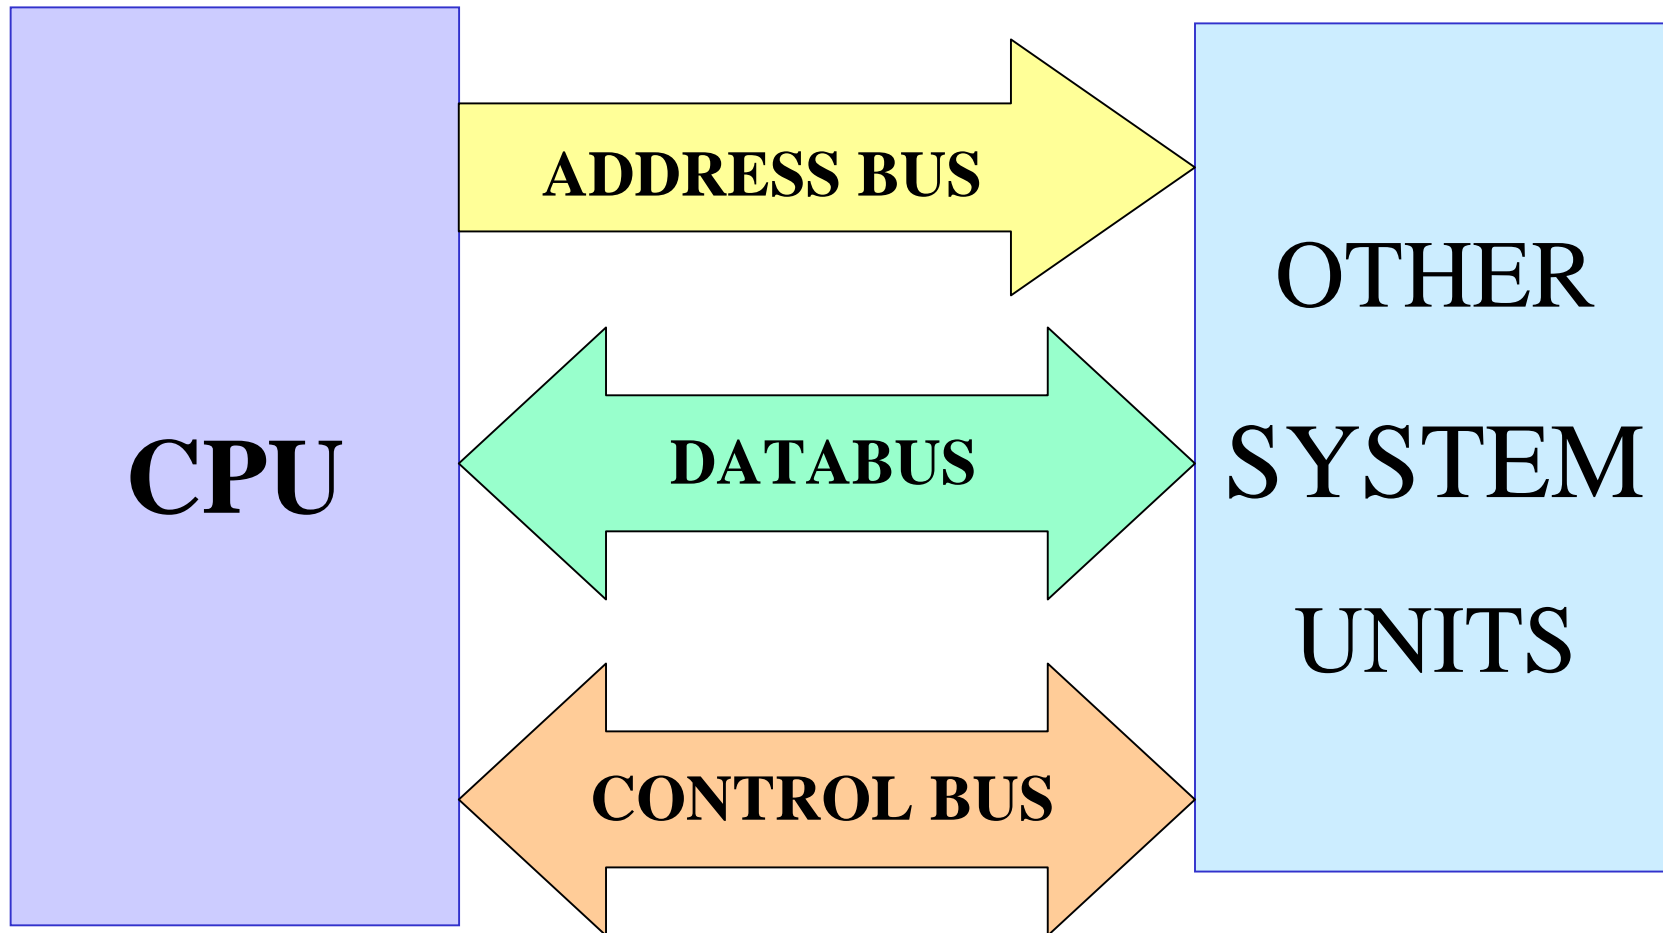 CPU
ADDRESS BUS
DATABUS
CONTROL BUS
OTHER
SYSTEM
UNITS